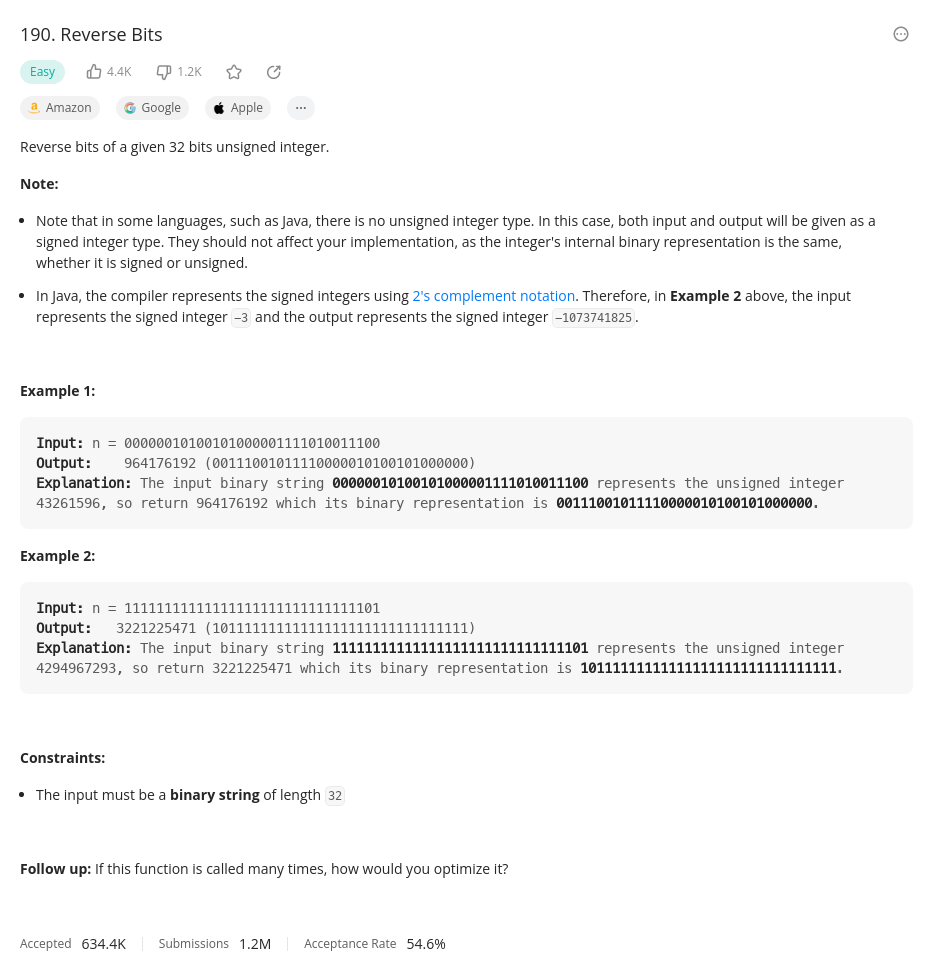 190. Reverse Bits
Easy 4.4K 1.2K
Amazon Google Apple ...
Reverse bits of a given 32 bits unsigned integer.
Note:
• Note that in some languages, such as Java, there is no unsigned integer type. In this case, both input and output will be given as a
signed integer type. They should not affect your implementation, as the integer's internal binary representation is the same,
whether it is signed or unsigned.
• In Java, the compiler represents the signed integers using 2's complement notation. Therefore, in Example 2 above, the input
represents the signed integer -3 and the output represents the signed integer -1073741825.
Example 1:
Input: n = 00000010100101000001111010011100
Output:    964176192 (00111001011110000010100101000000)
Explanation: The input binary string 00000010100101000001111010011100 represents the unsigned integer
43261596, so return 964176192 which its binary representation is 00111001011110000010100101000000.
Example 2:
Input: n = 11111111111111111111111111111101
Output:   3221225471 (10111111111111111111111111111111)
Explanation: The input binary string 11111111111111111111111111111101 represents the unsigned integer
4294967293, so return 3221225471 which its binary representation is 10111111111111111111111111111111.
Constraints:
• The input must be a binary string of length 32
Follow up: If this function is called many times, how would you optimize it?
Accepted 634.4K Submissions 1.2M Acceptance Rate 54.6%